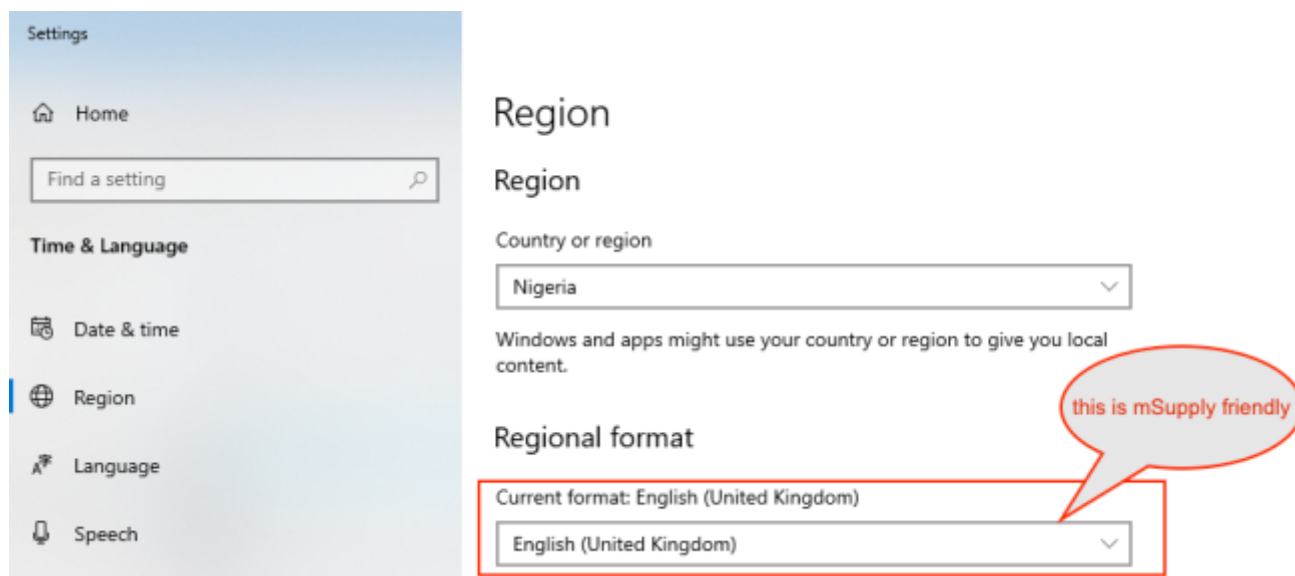 Settings
Home
Find a setting
Time & Language
Date & time
Region
Language
Speech
Region
Region
Country or region
Nigeria
Windows and apps might use your country or region to give you local
content.
this is mSupply friendly
Regional format
Current format: English (United Kingdom)
English (United Kingdom)